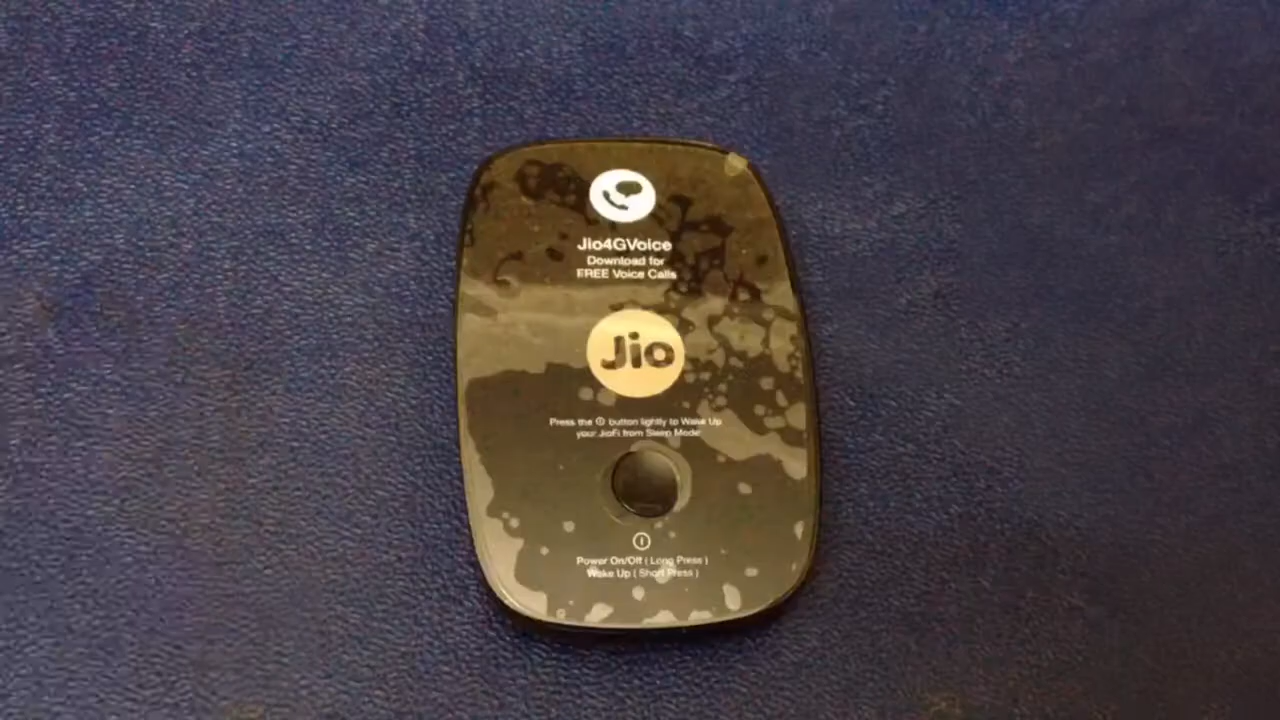 Jio4GVoice
Download for
FREE Voice Calls
Jio
Press the button lightly to Wake Up
your JioFi from Sleep Mode
Power On/Off ( Long Press )
Wake Up ( Short Press )